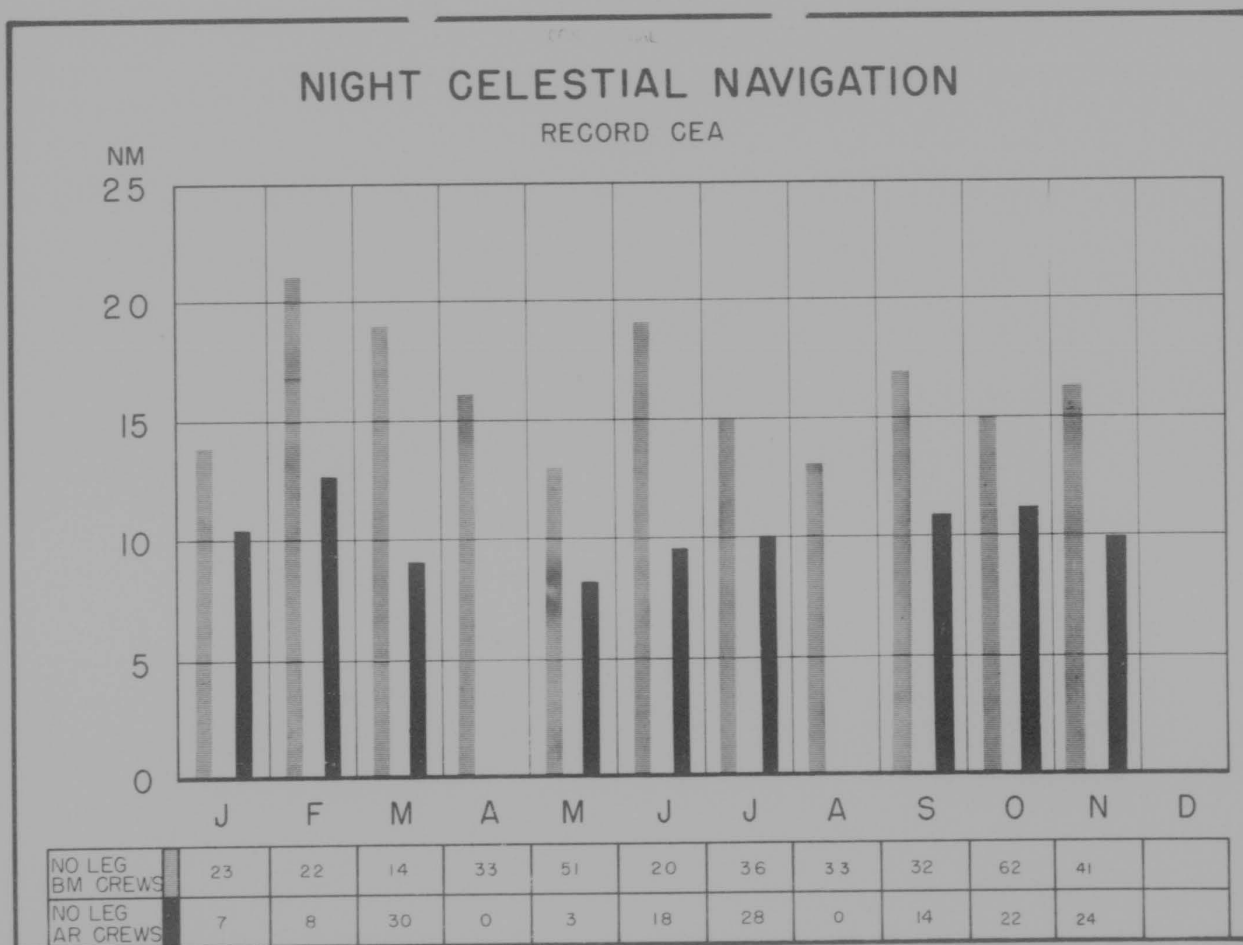 NIGHT CELESTIAL NAVIGATION
RECORD CEA
NM
25
20
15
10
5
0
J F M A M J J A S O N D
NO LEG BM CREWS 23 22 14 33 51 20 36 33 32 62 41
NO LEG AR CREWS 7 8 30 0 3 18 28 0 14 22 24